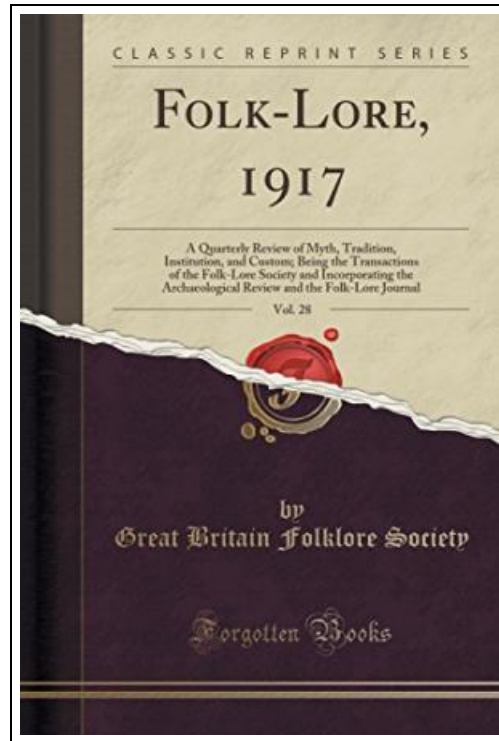 CLASSIC REPRINT SERIES
FOLK-LORE,
1917
A Quarterly Review of Myth, Tradition,
Institution, and Custom; Being the Transactions
of the Folk-Lore Society and Incorporating the
Archaeological Review and the Folk-Lore Journal
Vol. 28
by
Great Britain Folklore Society
Forgotten Books